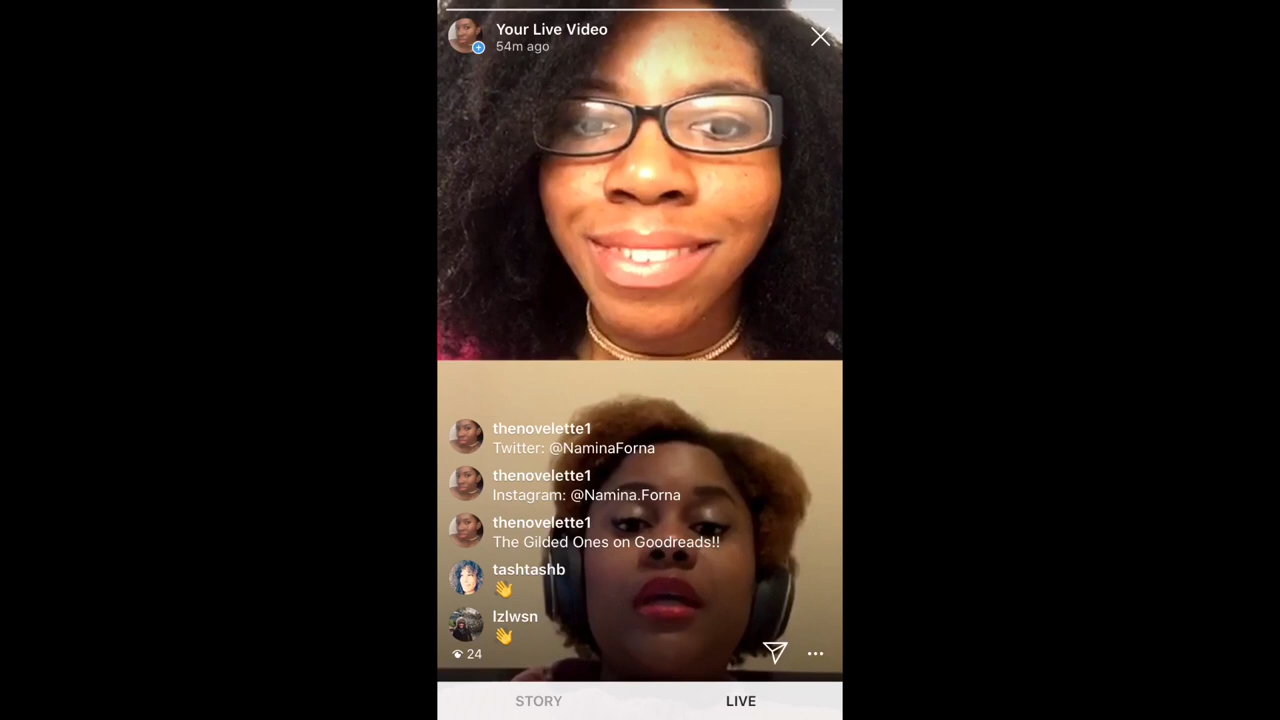 Your Live Video
54m ago
thenovelette1
Twitter: @NaminaForna
thenovelette1
Instagram: @Namina.Forna
thenovelette1
The Gilded Ones on Goodreads!!
tashtashb
👋
lzlwsn
👋
24
STORY
LIVE